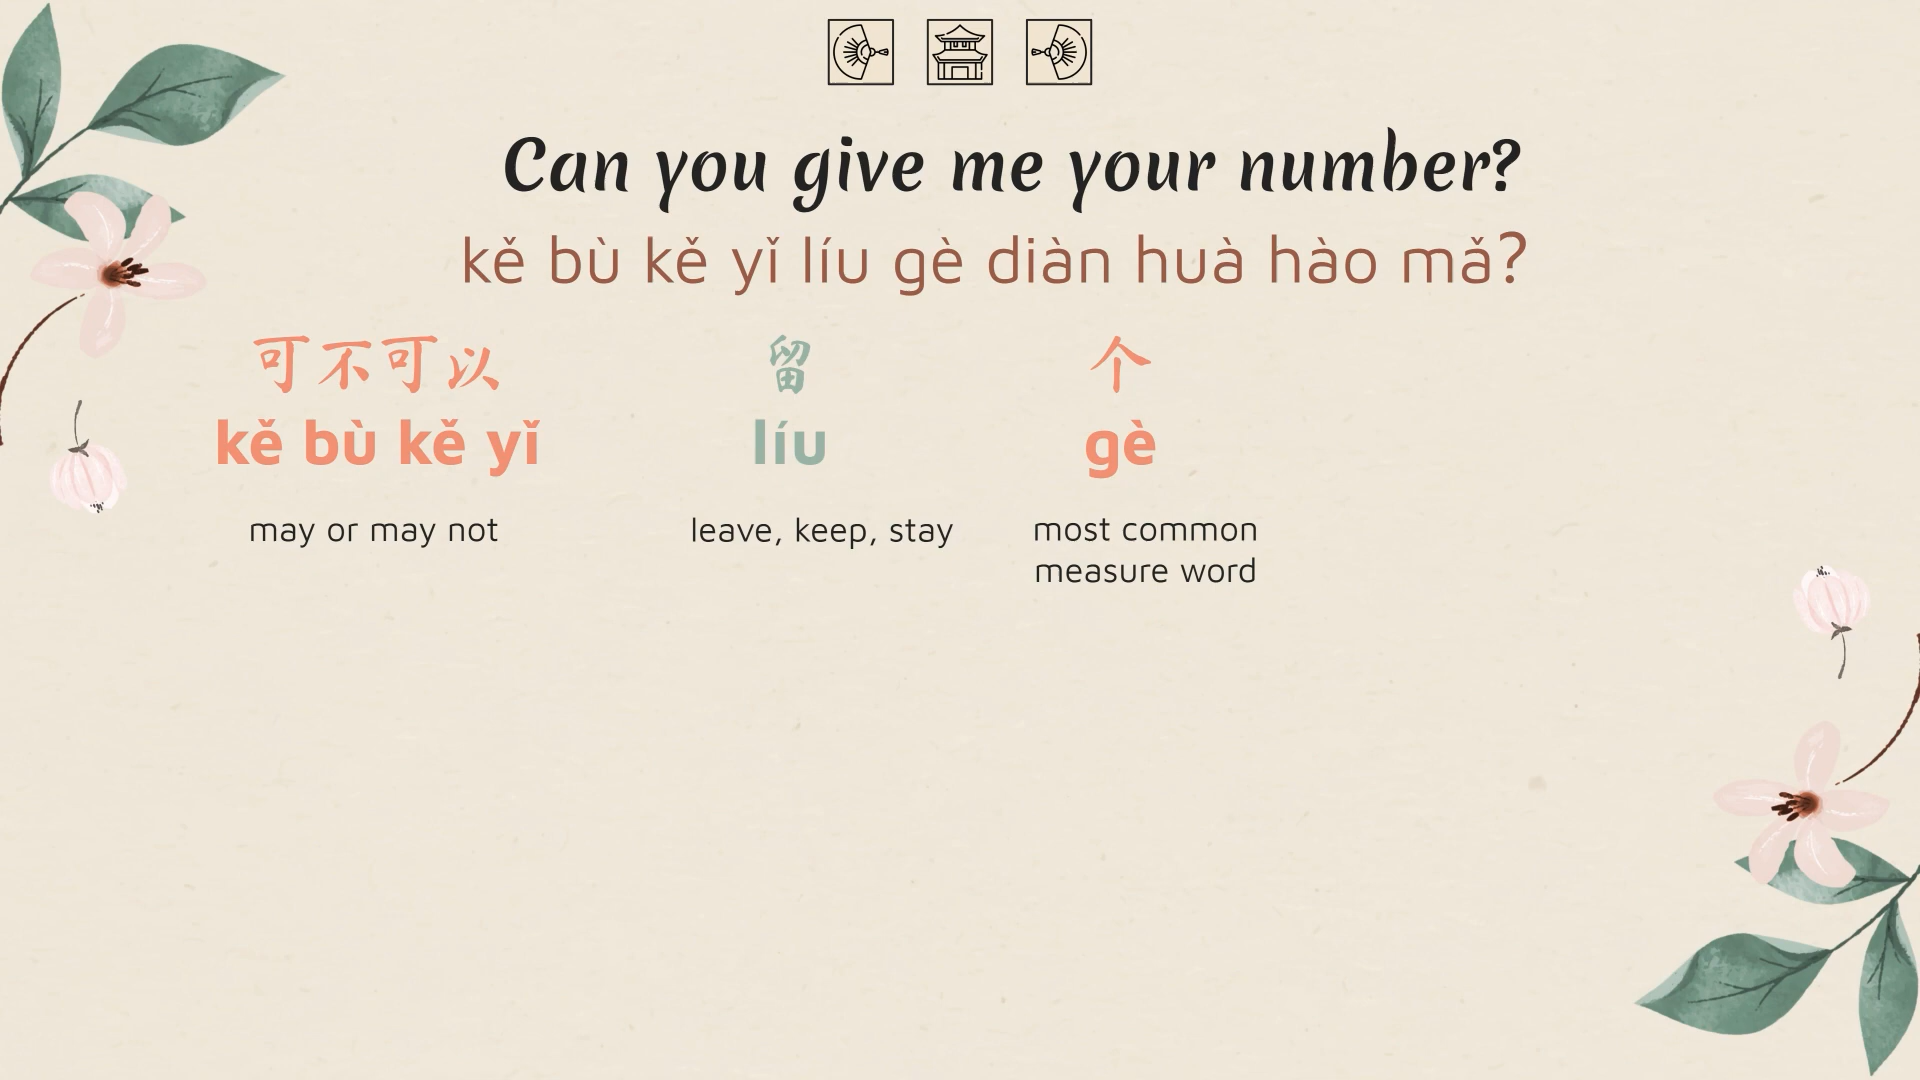 Can you give me your number?
kě bù kě yǐ líu gè diàn huà hào mǎ?
可不可以 留 个
kě bù kě yǐ líu gè
may or may not leave, keep, stay most common
measure word